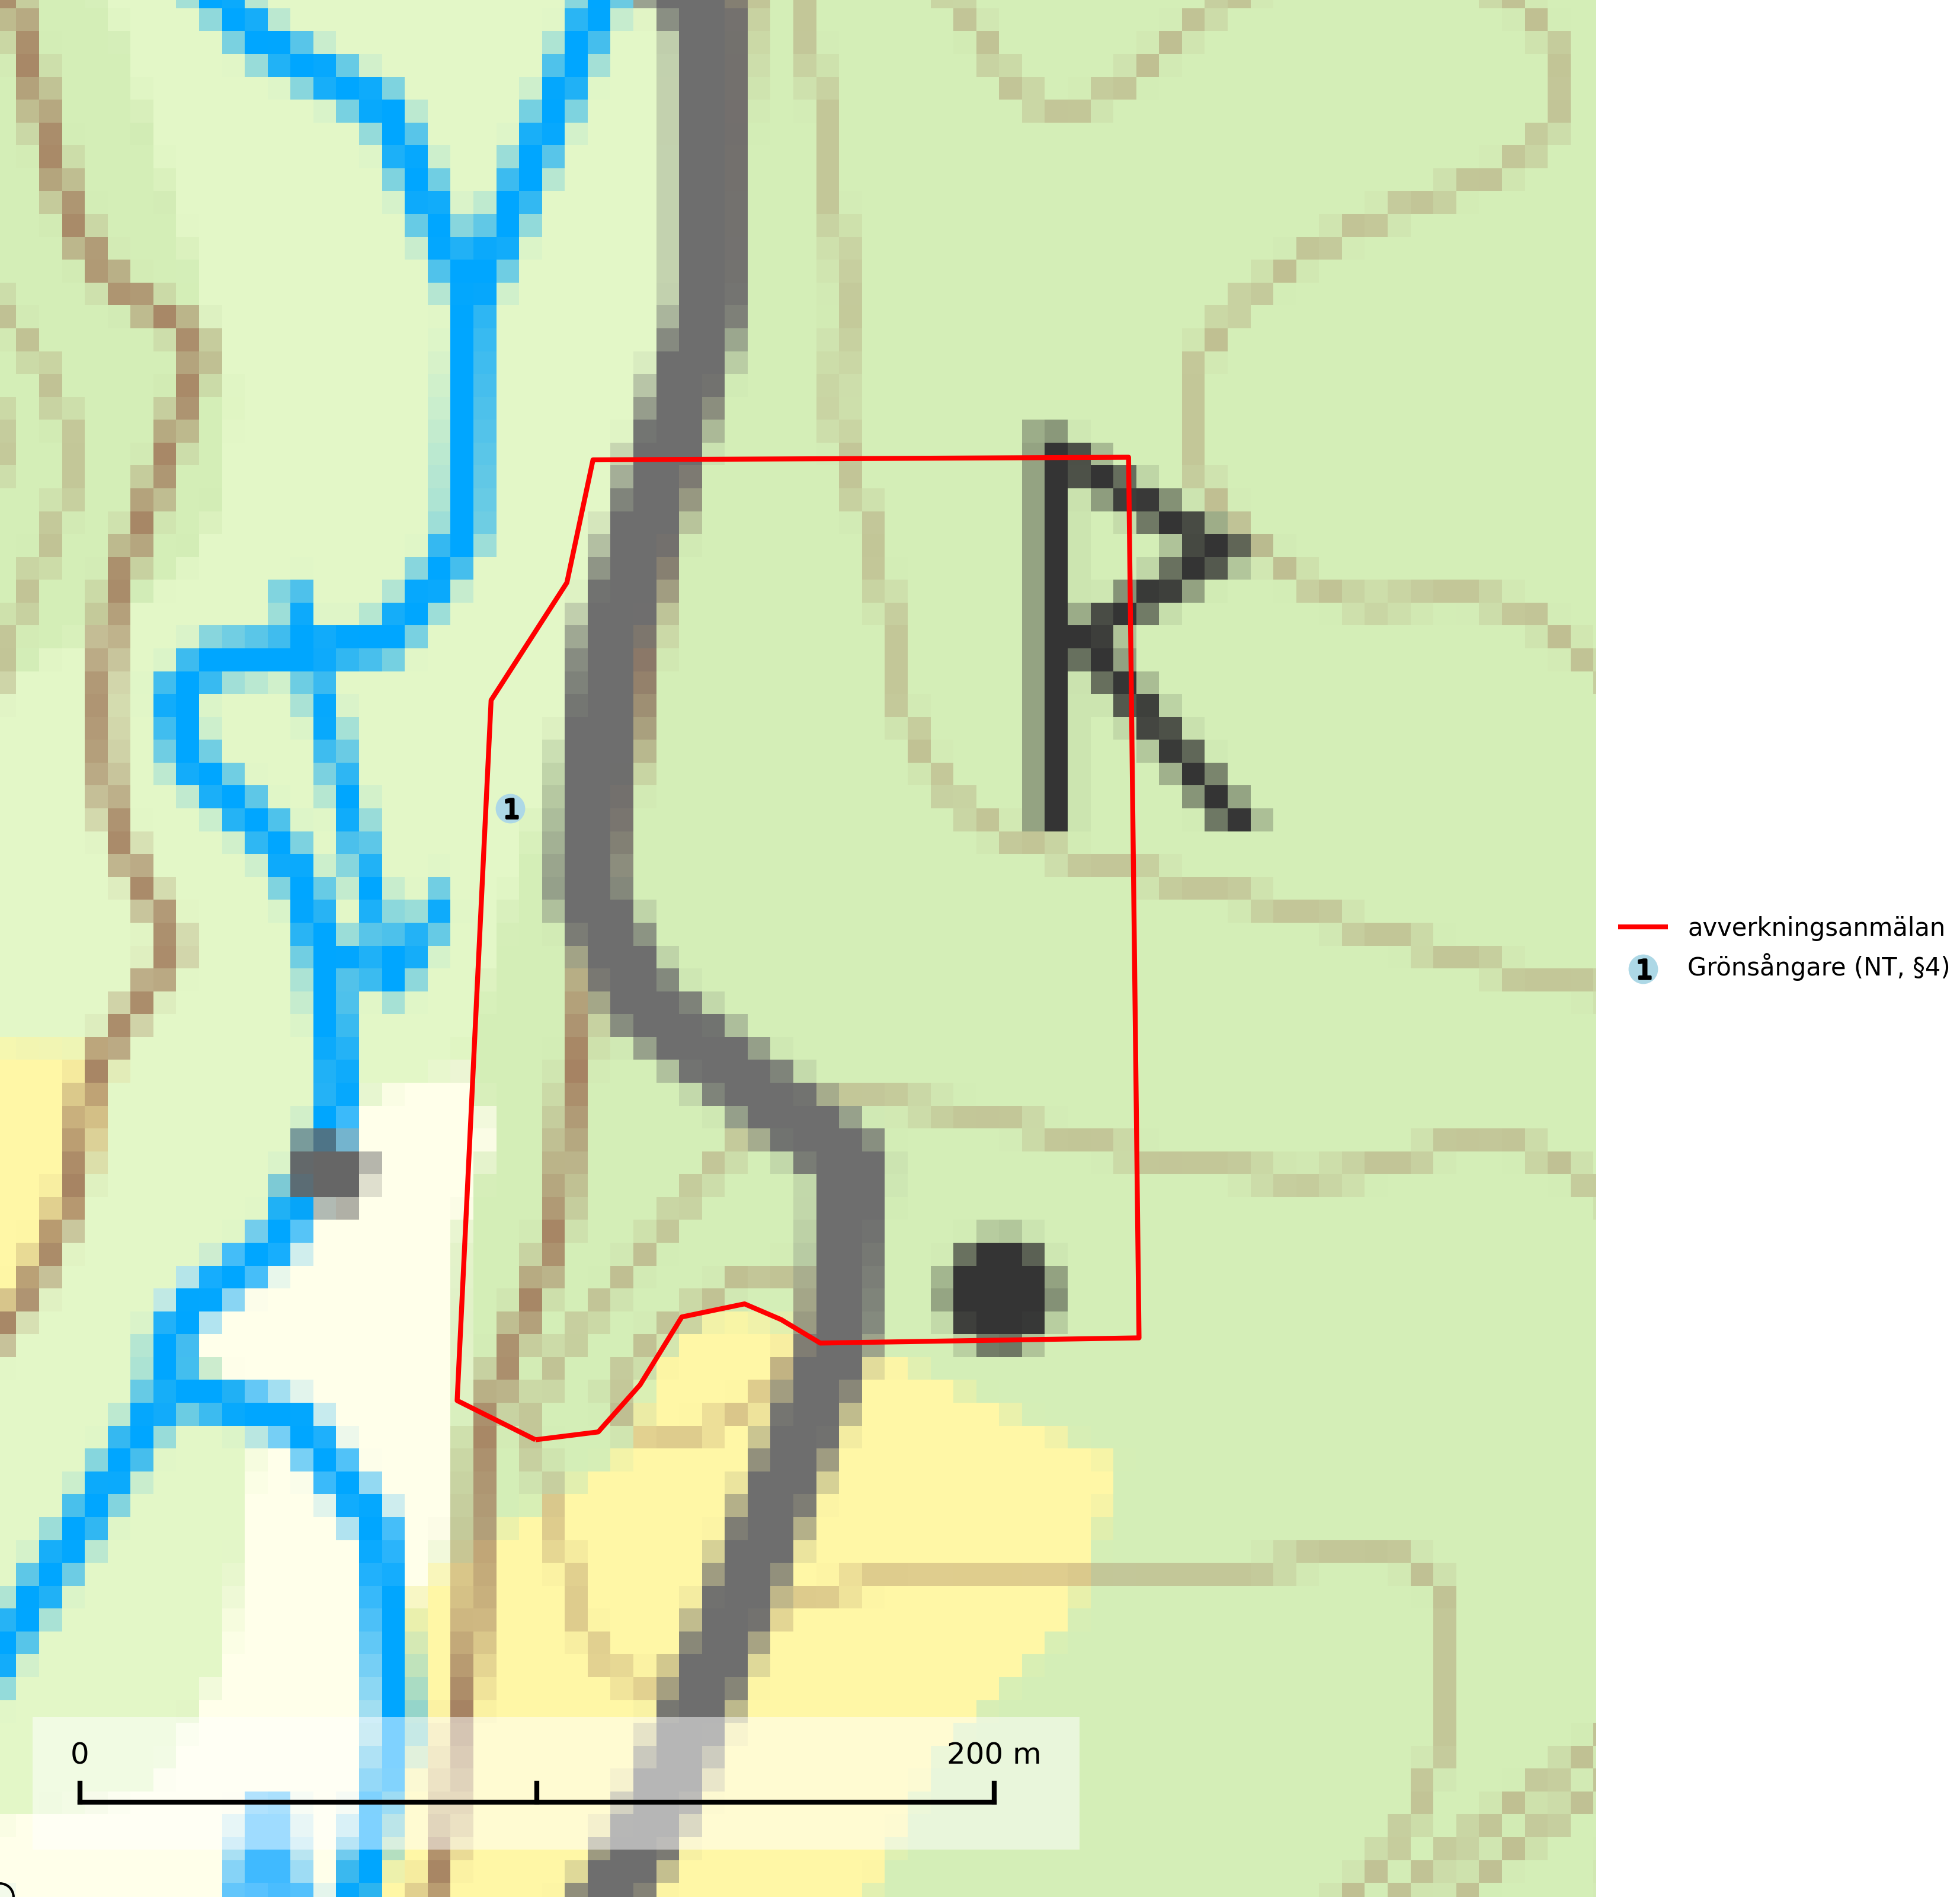 R
1
0 200 m
avverkningsanmälan
1 Grönsångare (NT, §4)